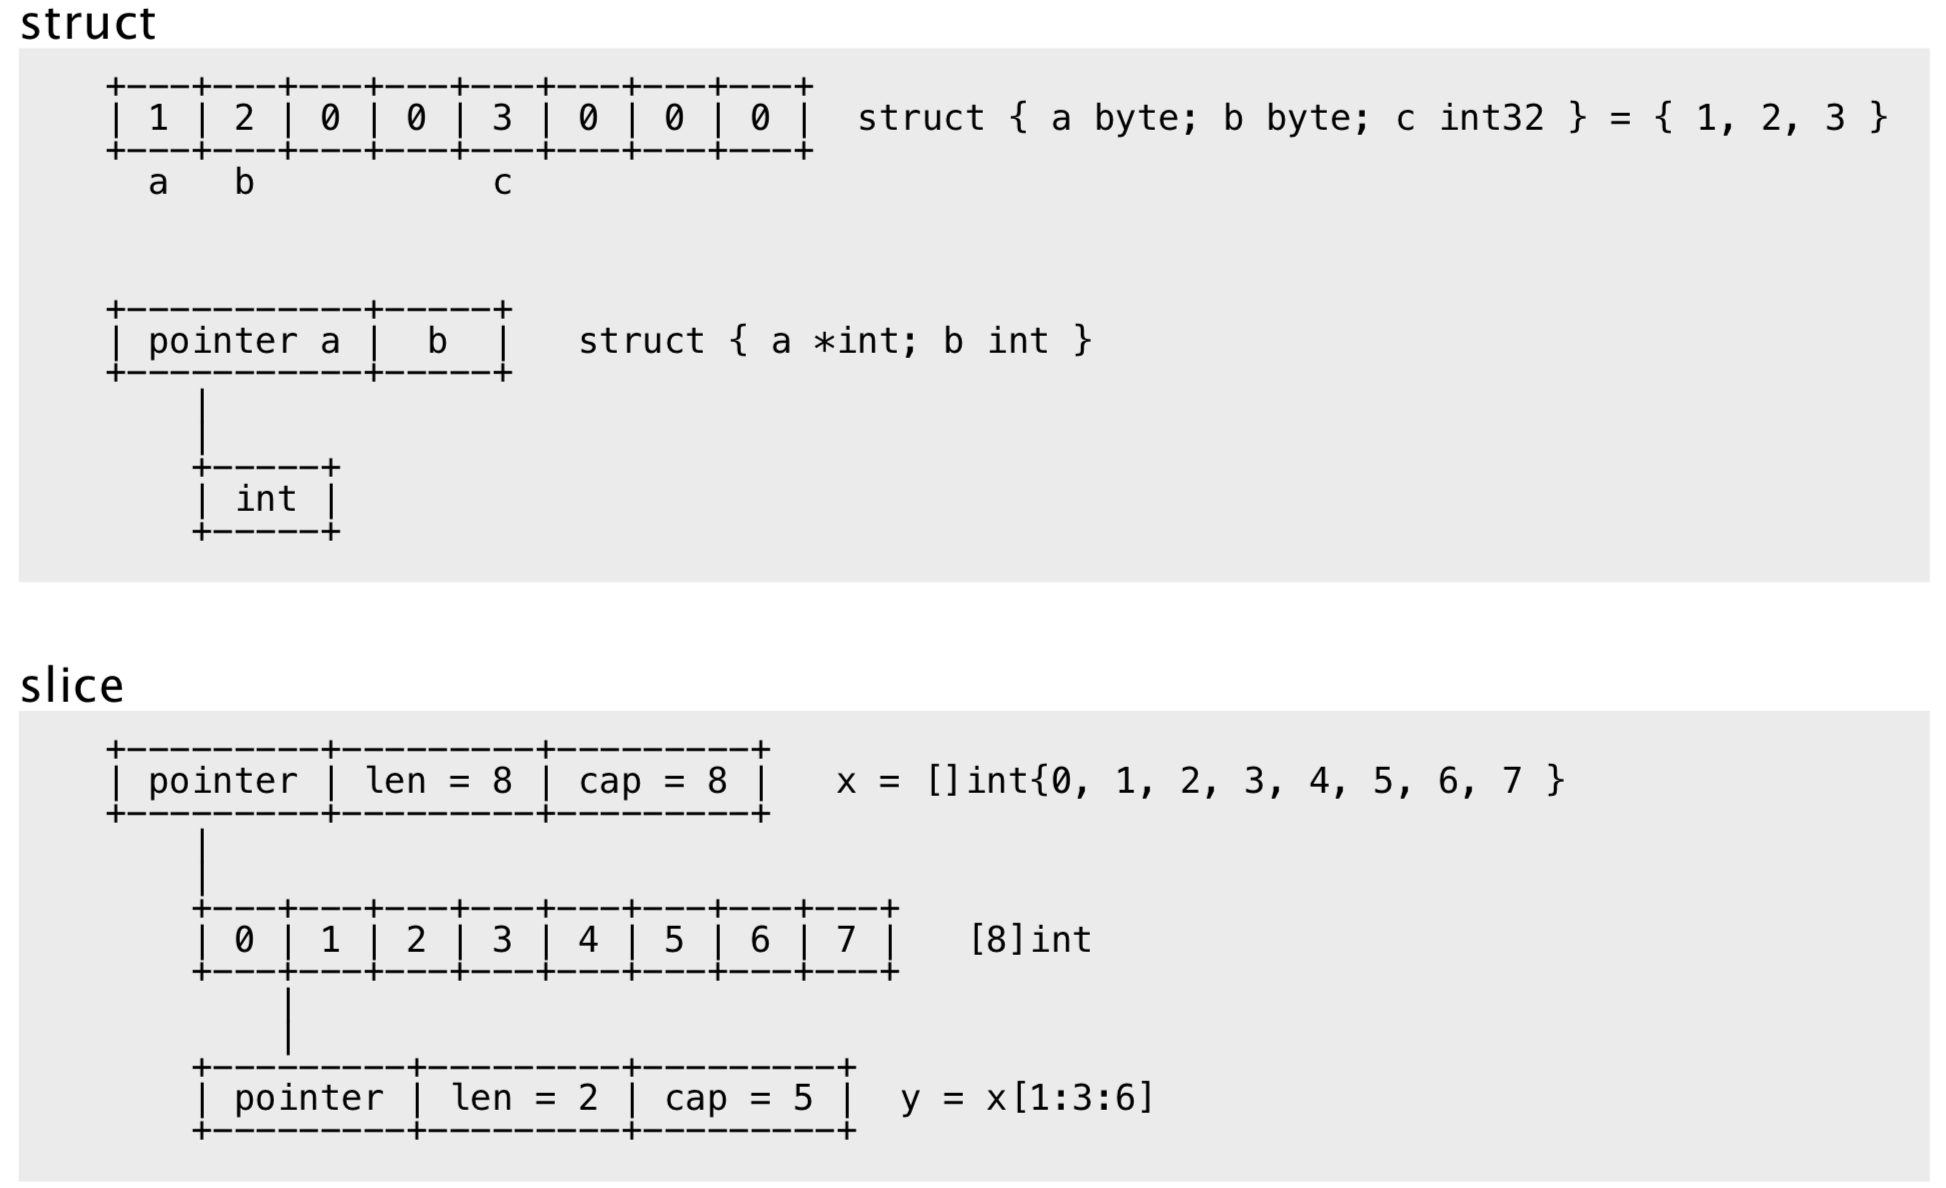 struct
+---+---+---+---+---+---+---+---+
| 1 | 2 | 0 | 0 | 3 | 0 | 0 | 0 |  struct { a byte; b byte; c int32 } = { 1, 2, 3 }
+---+---+---+---+---+---+---+---+
  a   b           c
+-----------+-----+
| pointer a |  b  |   struct { a *int; b int }
+-----------+-----+
    |
    |
    +-----+
    | int |
    +-----+
slice
+---------+---------+---------+
| pointer | len = 8 | cap = 8 |   x = []int{0, 1, 2, 3, 4, 5, 6, 7 }
+---------+---------+---------+
    |
    |
    +---+---+---+---+---+---+---+---+
    | 0 | 1 | 2 | 3 | 4 | 5 | 6 | 7 |   [8]int
    +---+---+---+---+---+---+---+---+
        |
        |
    +---------+---------+---------+
    | pointer | len = 2 | cap = 5 |  y = x[1:3:6]
    +---------+---------+---------+